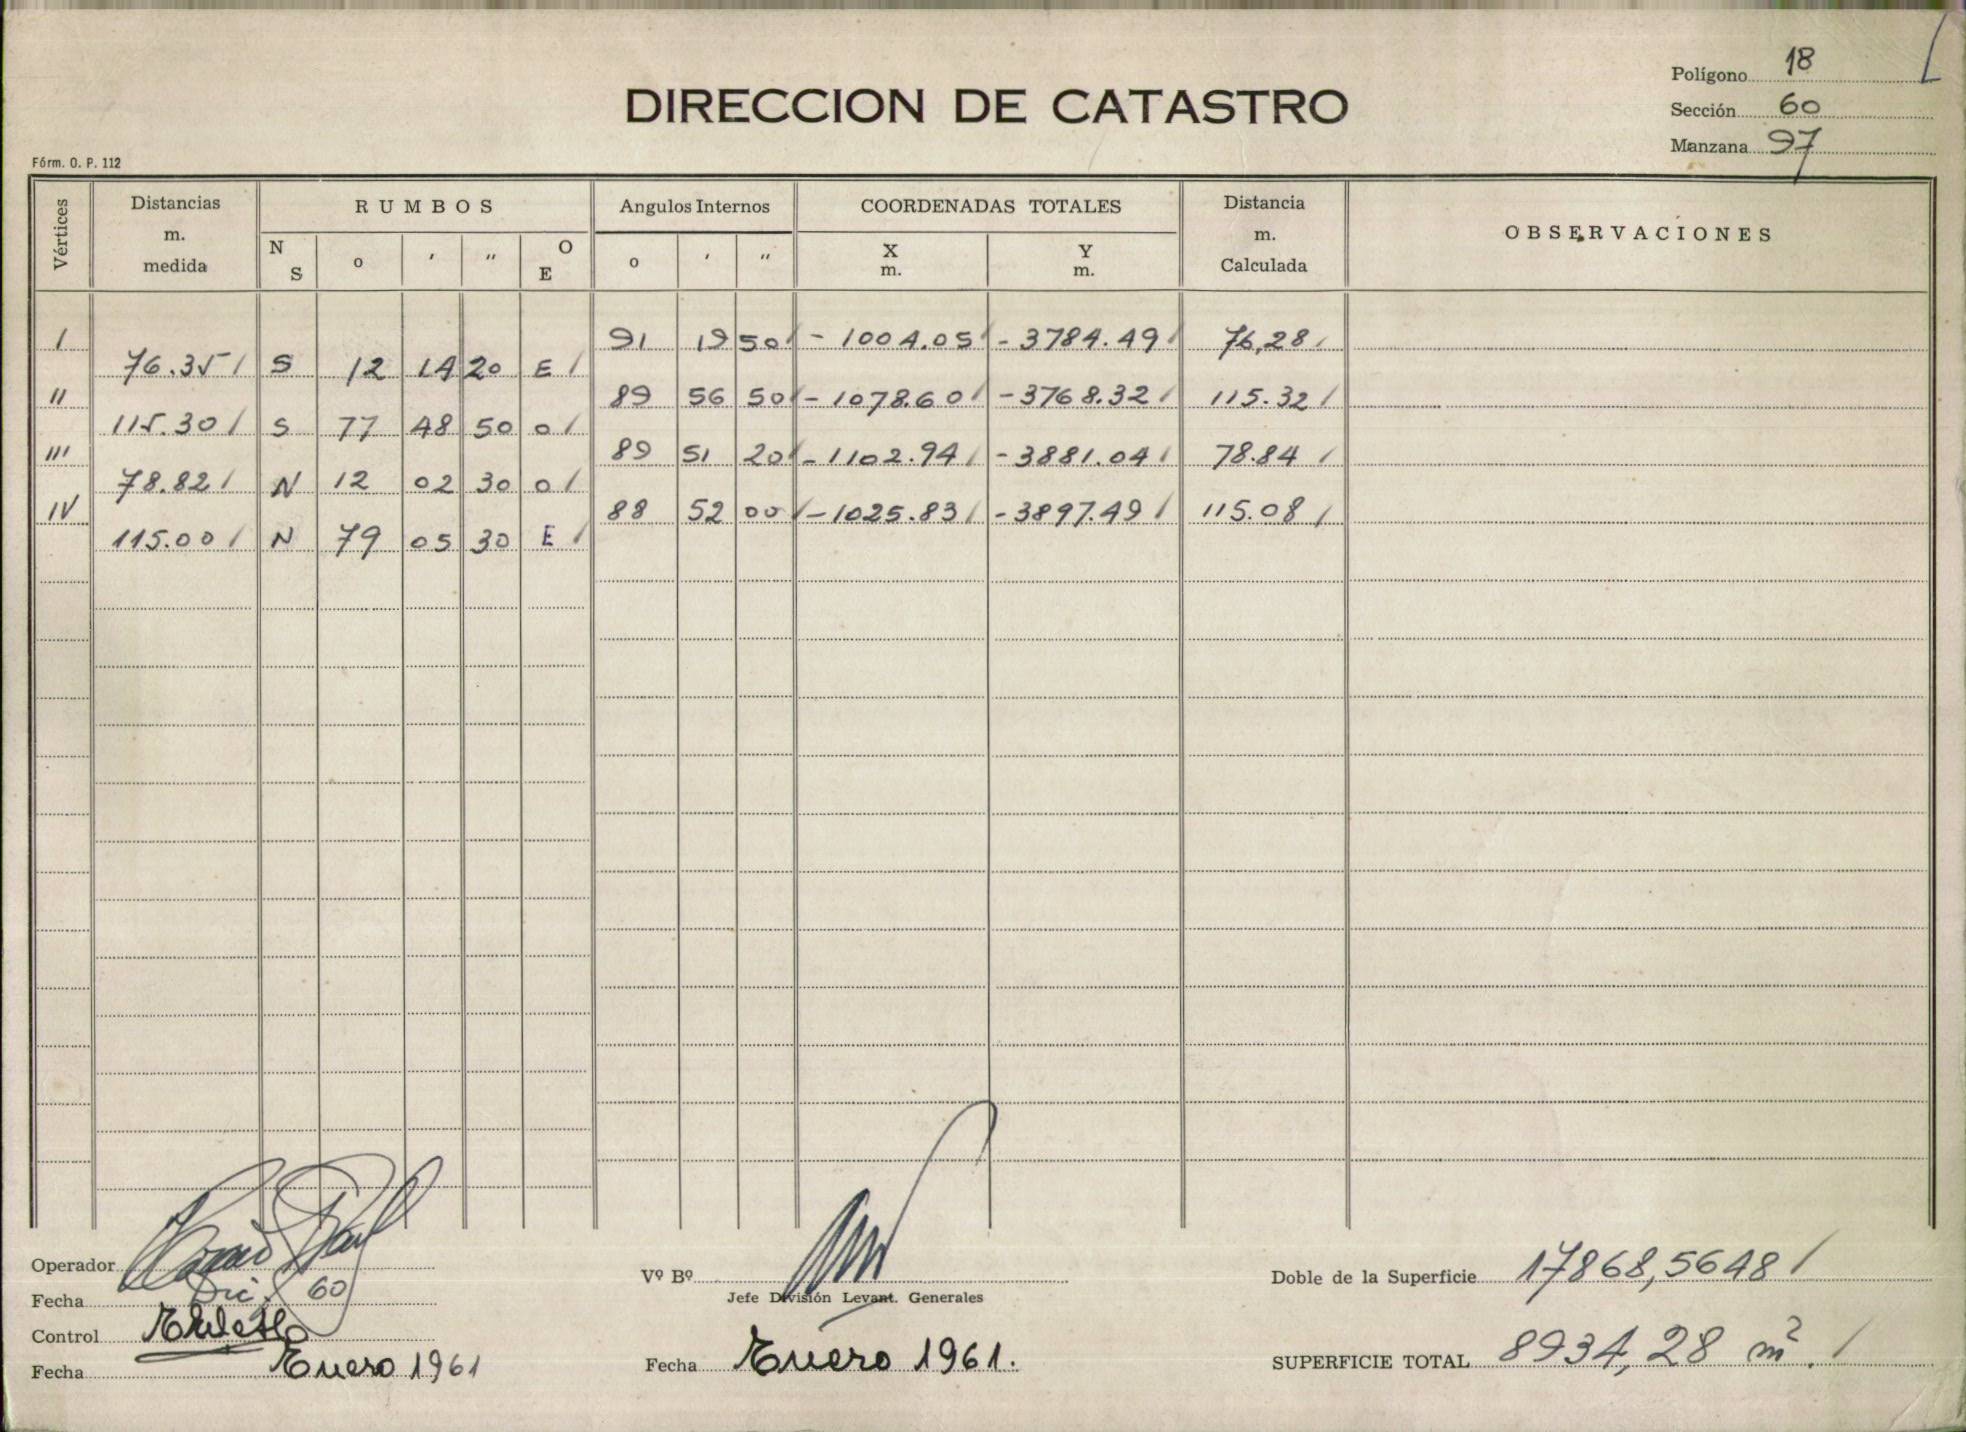 Polígono 18
DIRECCION DE CATASTRO
Sección 60
Manzana 97
Fórm. O. P. 112
Vértices Distancias m. medida RUMBOS Angulos Internos COORDENADAS TOTALES Distancia m. Calculada OBSERVACIONES
N S o ′ ″ O E o ′ ″ X m. Y m.
I 91 19 50 - 1004.05 - 3784.49 76,28
76.35 S 12 14 20 E
II 89 56 50 - 1078.60 - 3768.32 115.32
115.30 S 77 48 50 O
III 89 51 20 - 1102.94 - 3881.04 78.84
78.82 N 12 02 30 O
IV 88 52 00 - 1025.83 - 3897.49 115.08
115.00 N 79 05 30 E
Operador
Fecha Dic. 60
Control
Fecha Enero 1961
Vº Bº
Jefe División Levant. Generales
Fecha Enero 1961.
Doble de la Superficie 17868,5648
SUPERFICIE TOTAL 8934,28 m².